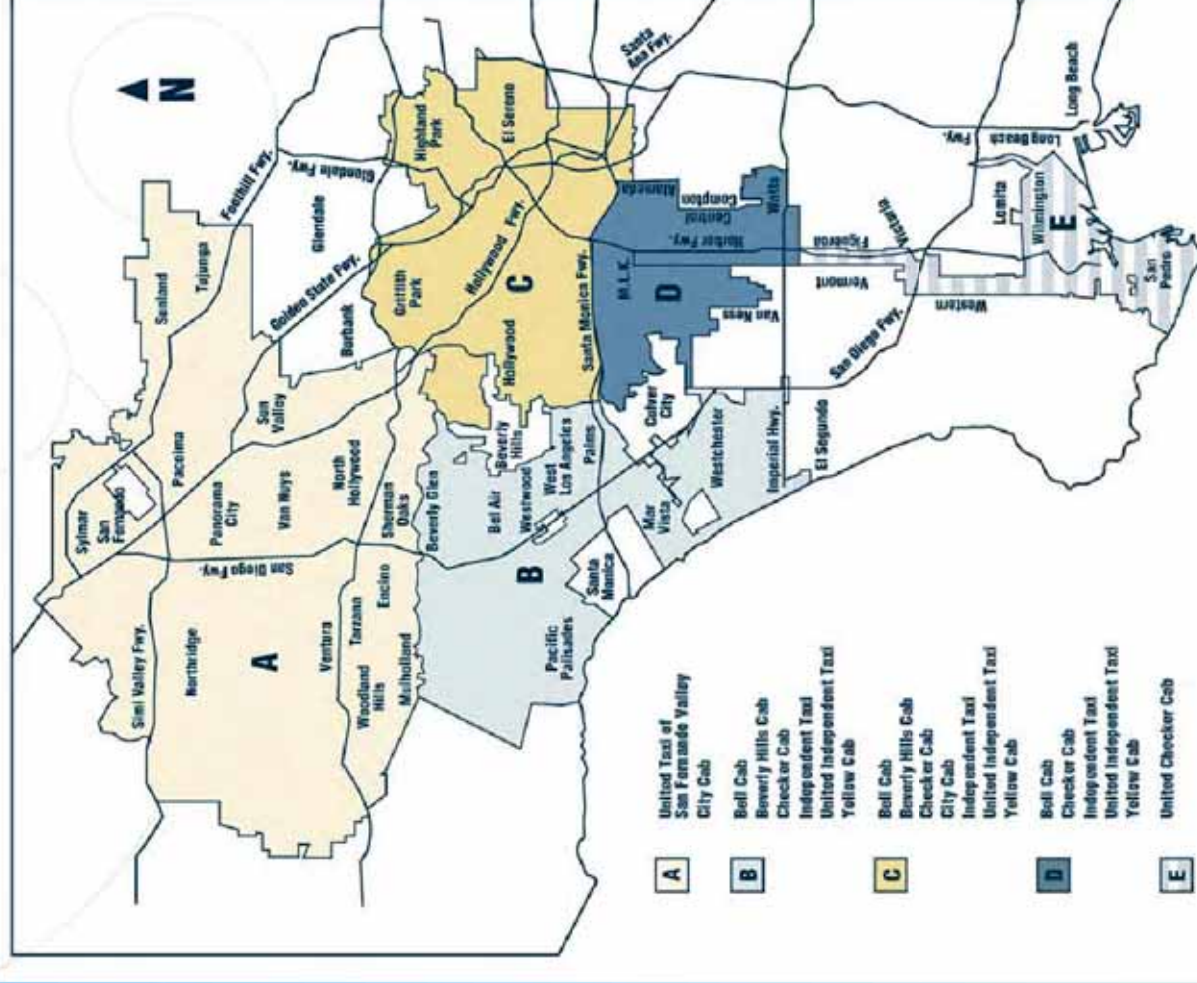 N
Sylmar
San
Fernando
Simi Valley Fwy.
Northridge
A
San Diego Fwy.
Pacoima
Panorama
City
Van Nuys
Sun
Valley
North
Hollywood
Sunland
Tujunga
Foothill Fwy.
Glendale Fwy.
Glendale
Golden State Fwy.
Burbank
Ventura
Tarzana
Encino
Woodland
Hills
Mulholland
Sherman
Oaks
Beverly Glen
Bel Air
Beverly
Hills
Westwood
West
Los Angeles
B
Pacific
Palisades
Palms
Santa
Monica
Mar
Vista
Culver
City
Westchester
Imperial Hwy.
El Segundo
Griffith
Park
Hollywood Fwy.
Hollywood
C
Highland
Park
El Sereno
Santa
Ana Fwy.
Santa Monica Fwy.
M.L.K.
D
Alameda
Compton
Central
Harbor Fwy.
Watts
Van Ness
Figueroa
Vermont
Victoria
Western
San Diego Fwy.
Long Beach
Fwy.
Long Beach
Lomita
Wilmington
E
San
Pedro
A
United Taxi of
San Fernando Valley
City Cab
B
Bell Cab
Beverly Hills Cab
Checker Cab
Independent Taxi
United Independent Taxi
Yellow Cab
C
Bell Cab
Beverly Hills Cab
Checker Cab
City Cab
Independent Taxi
United Independent Taxi
Yellow Cab
D
Bell Cab
Checker Cab
Independent Taxi
United Independent Taxi
Yellow Cab
E
United Checker Cab